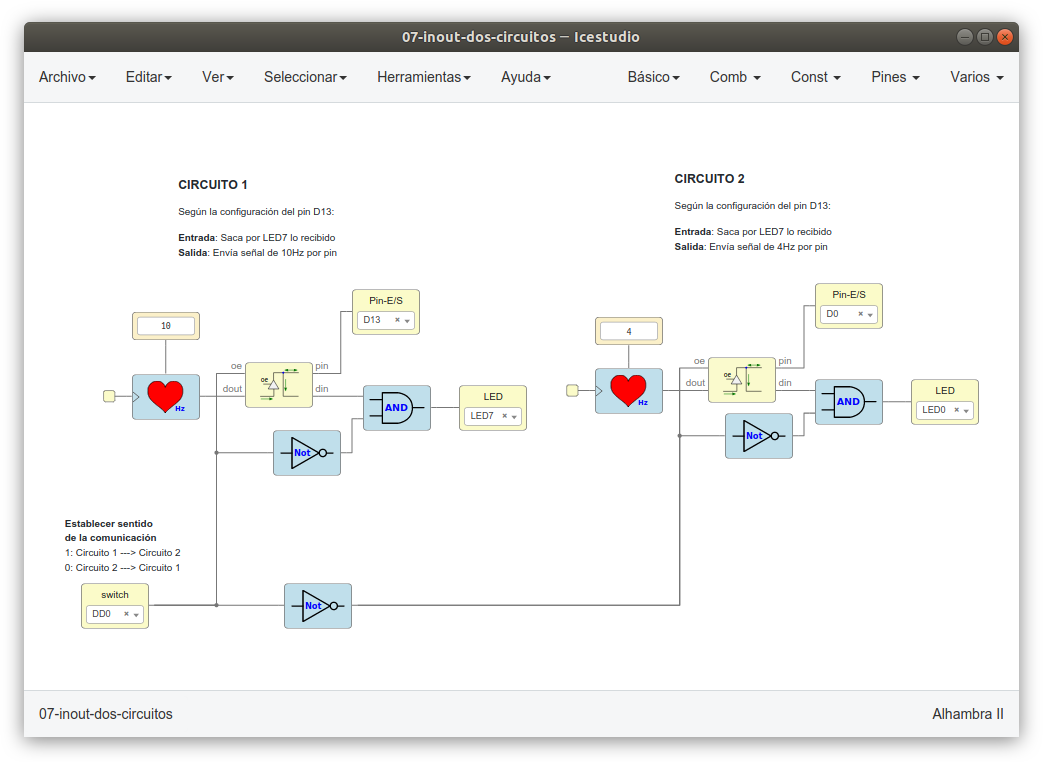 07-inout-dos-circuitos — Icestudio
Archivo Editar Ver Seleccionar Herramientas Ayuda Básico Comb Const Pines Varios
CIRCUITO 1
Según la configuración del pin D13:
Entrada: Saca por LED7 lo recibido
Salida: Envia señal de 10Hz por pin
CIRCUITO 2
Según la configuración del pin D13:
Entrada: Saca por LED7 lo recibido
Salida: Envía señal de 4Hz por pin
10
Hz
oe
dout
oe
pin
din
Pin-E/S
D13
Not
AND
LED
LED7
4
Hz
oe
dout
oe
pin
din
Pin-E/S
D0
Not
AND
LED
LED0
Establecer sentido
de la comunicación
1: Circuito 1 ---> Circuito 2
0: Circuito 2 ---> Circuito 1
switch
DD0
Not
07-inout-dos-circuitos
Alhambra II